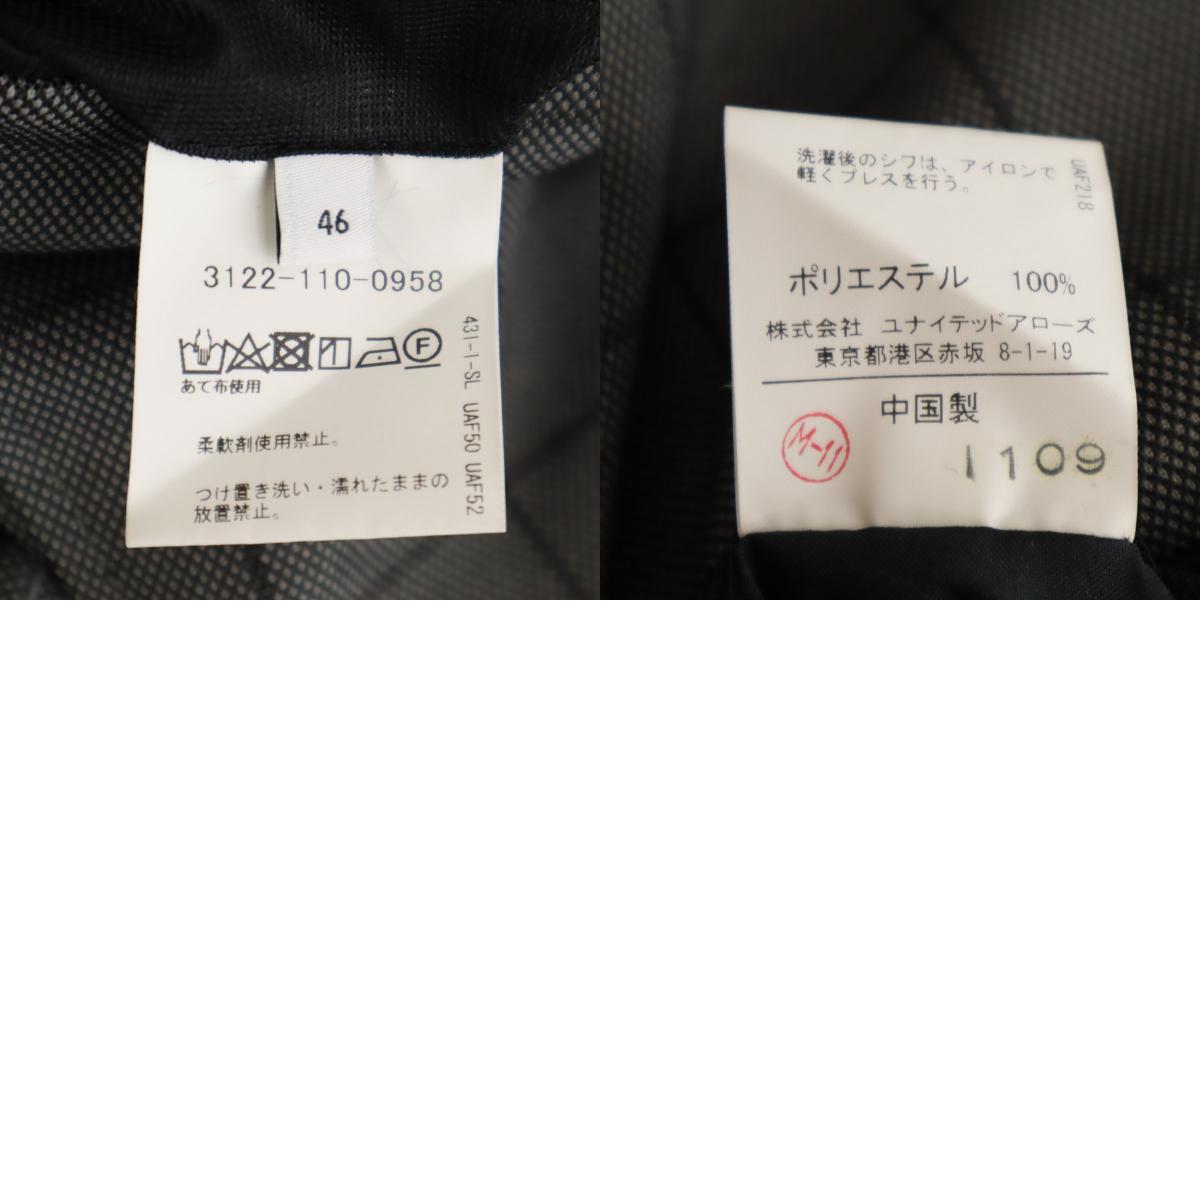 46
3122-110-0958
F
あて布使用
柔軟剤使用禁止。
つけ置き洗い・濡れたままの
放置禁止。
431-1-SL UAF50 UAF52
洗濯後のシワは、アイロンで
軽くプレスを行う。
UAF218
ポリエステル 100%
株式会社 ユナイテッドアローズ
東京都港区赤坂 8-1-19
中国製
M-11
1109